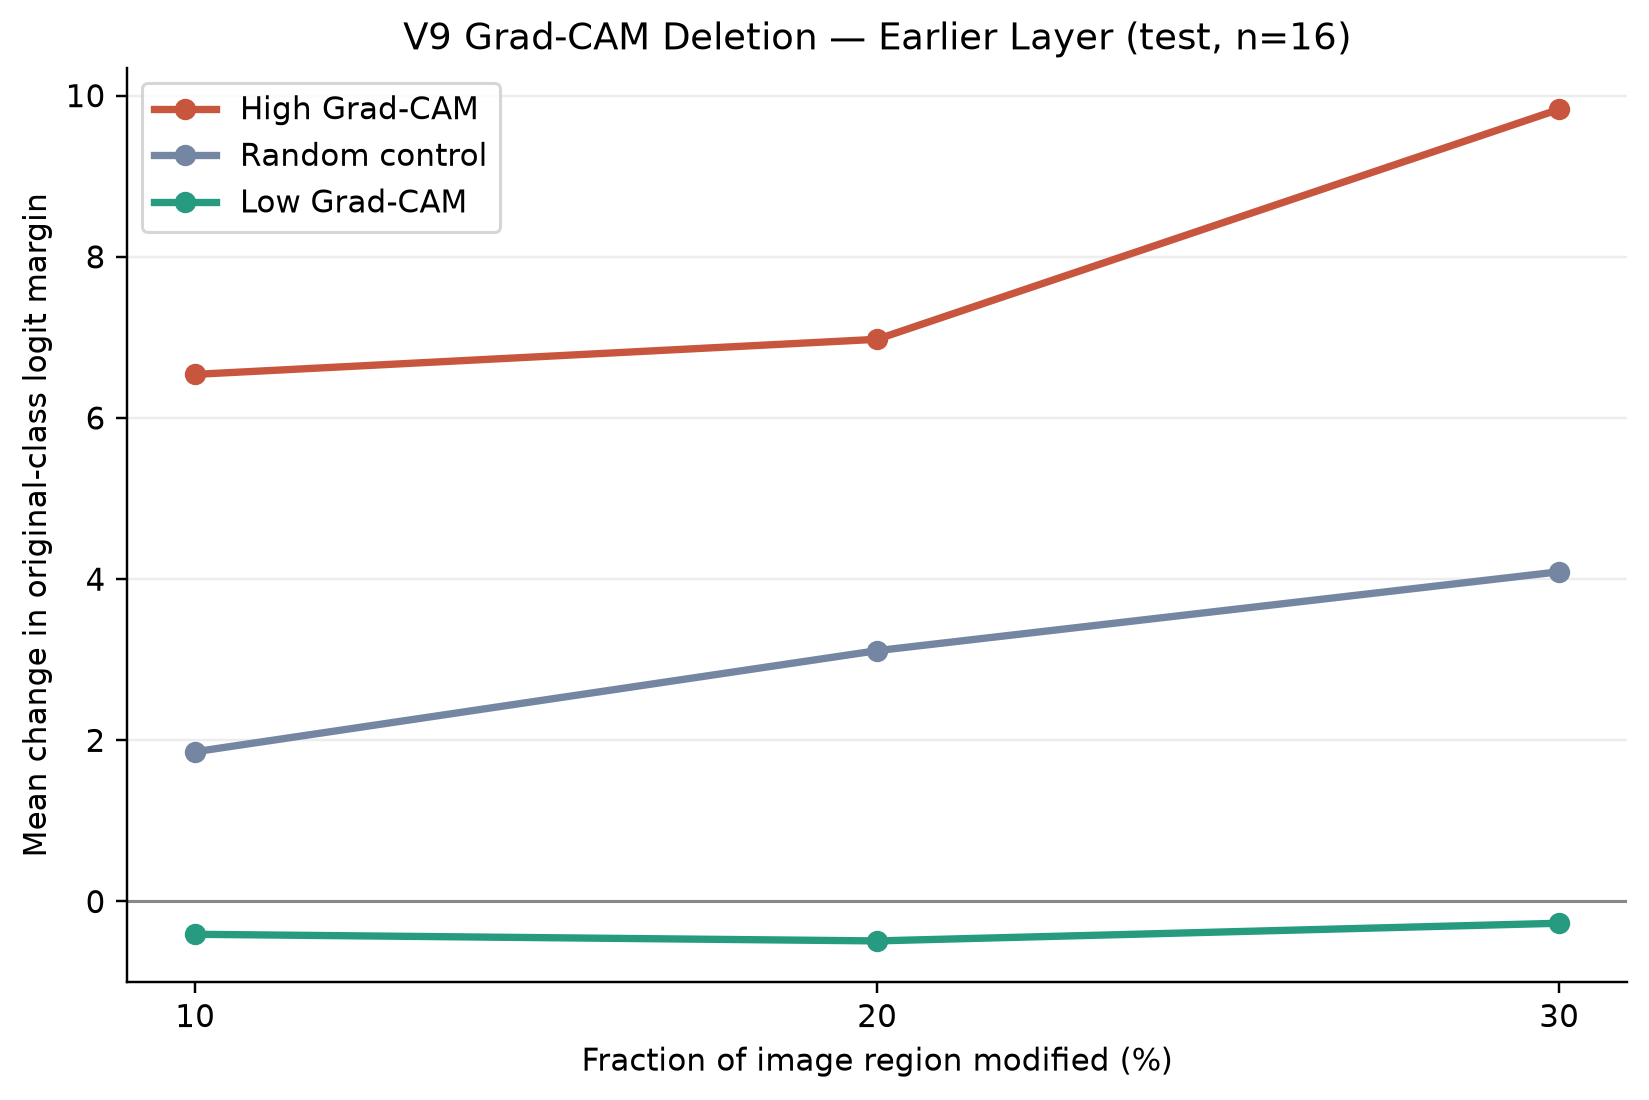 V9 Grad-CAM Deletion — Earlier Layer (test, n=16)
High Grad-CAM
Random control
Low Grad-CAM
Mean change in original-class logit margin
10
8
6
4
2
0
10
20
30
Fraction of image region modified (%)